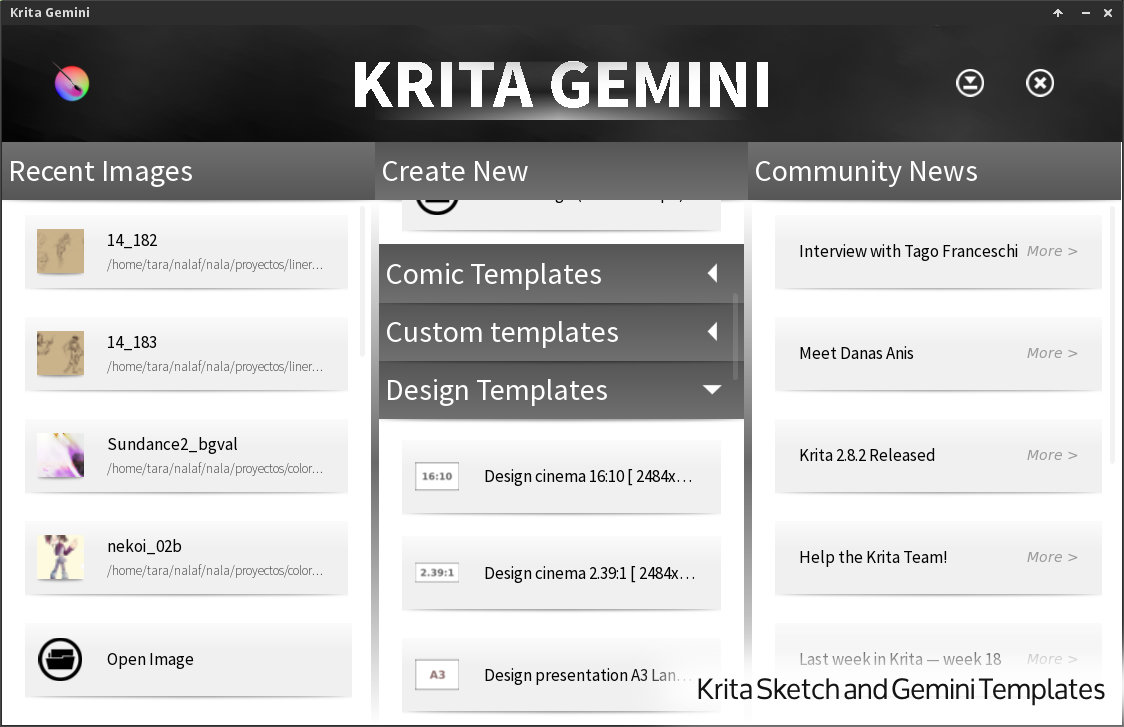 Krita Gemini
KRITA GEMINI
Recent Images
14_182
/home/tara/nalaf/nala/proyectos/liner...
14_183
/home/tara/nalaf/nala/proyectos/liner...
Sundance2_bgval
/home/tara/nalaf/nala/proyectos/color...
nekoi_02b
/home/tara/nalaf/nala/proyectos/color...
Open Image
Create New
Comic Templates
Custom templates
Design Templates
16:10
Design cinema 16:10 [ 2484x...
2.39:1
Design cinema 2.39:1 [ 2484x...
A3
Design presentation A3 Lan...
Community News
Interview with Tago Franceschi More >
Meet Danas Anis More >
Krita 2.8.2 Released More >
Help the Krita Team! More >
Last week in Krita — week 18 More >
Krita Sketch and Gemini Templates